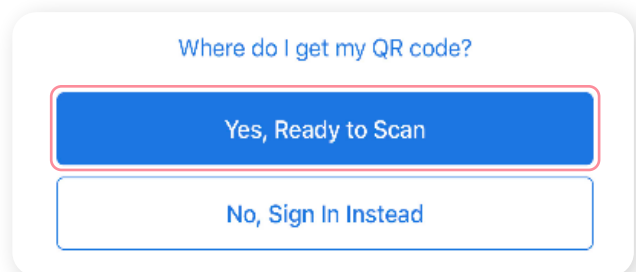 Where do I get my QR code?
Yes, Ready to Scan
No, Sign In Instead